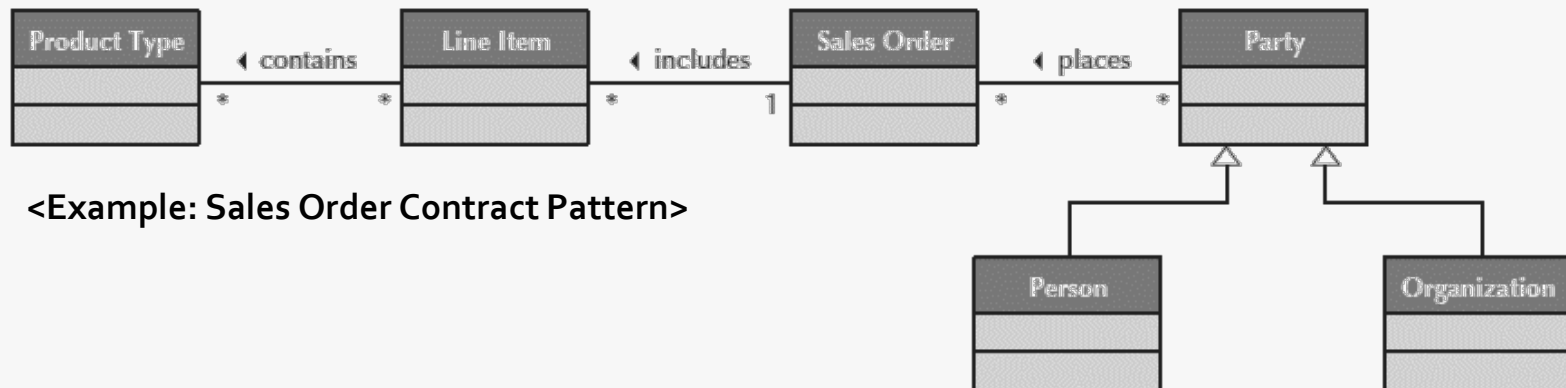 Product Type
◂ contains
Line Item
◂ includes
Sales Order
◂ places
Party
*
*
*
1
*
*
<Example: Sales Order Contract Pattern>
Person
Organization